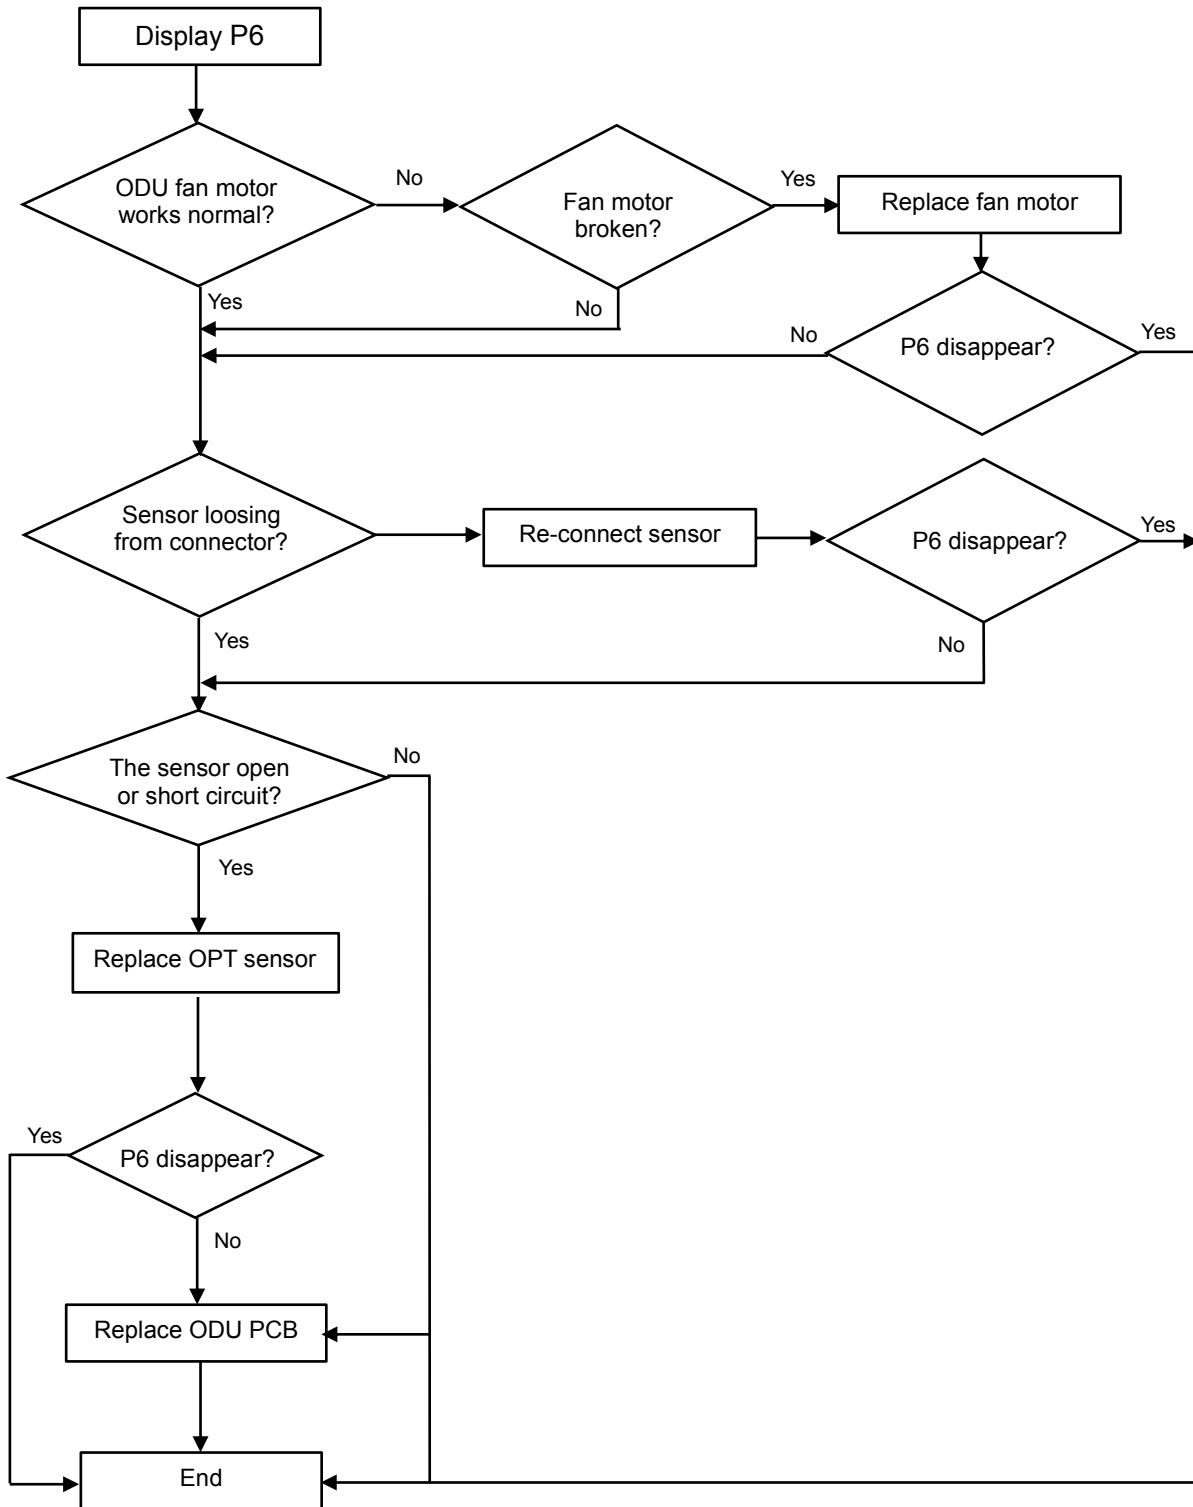 Display P6
ODU fan motor
works normal?
No
Fan motor
broken?
Yes
Replace fan motor
Yes
No
No
P6 disappear?
Yes
Sensor loosing
from connector?
Re-connect sensor
P6 disappear?
Yes
Yes
No
The sensor open
or short circuit?
No
Yes
Replace OPT sensor
Yes
P6 disappear?
No
Replace ODU PCB
End